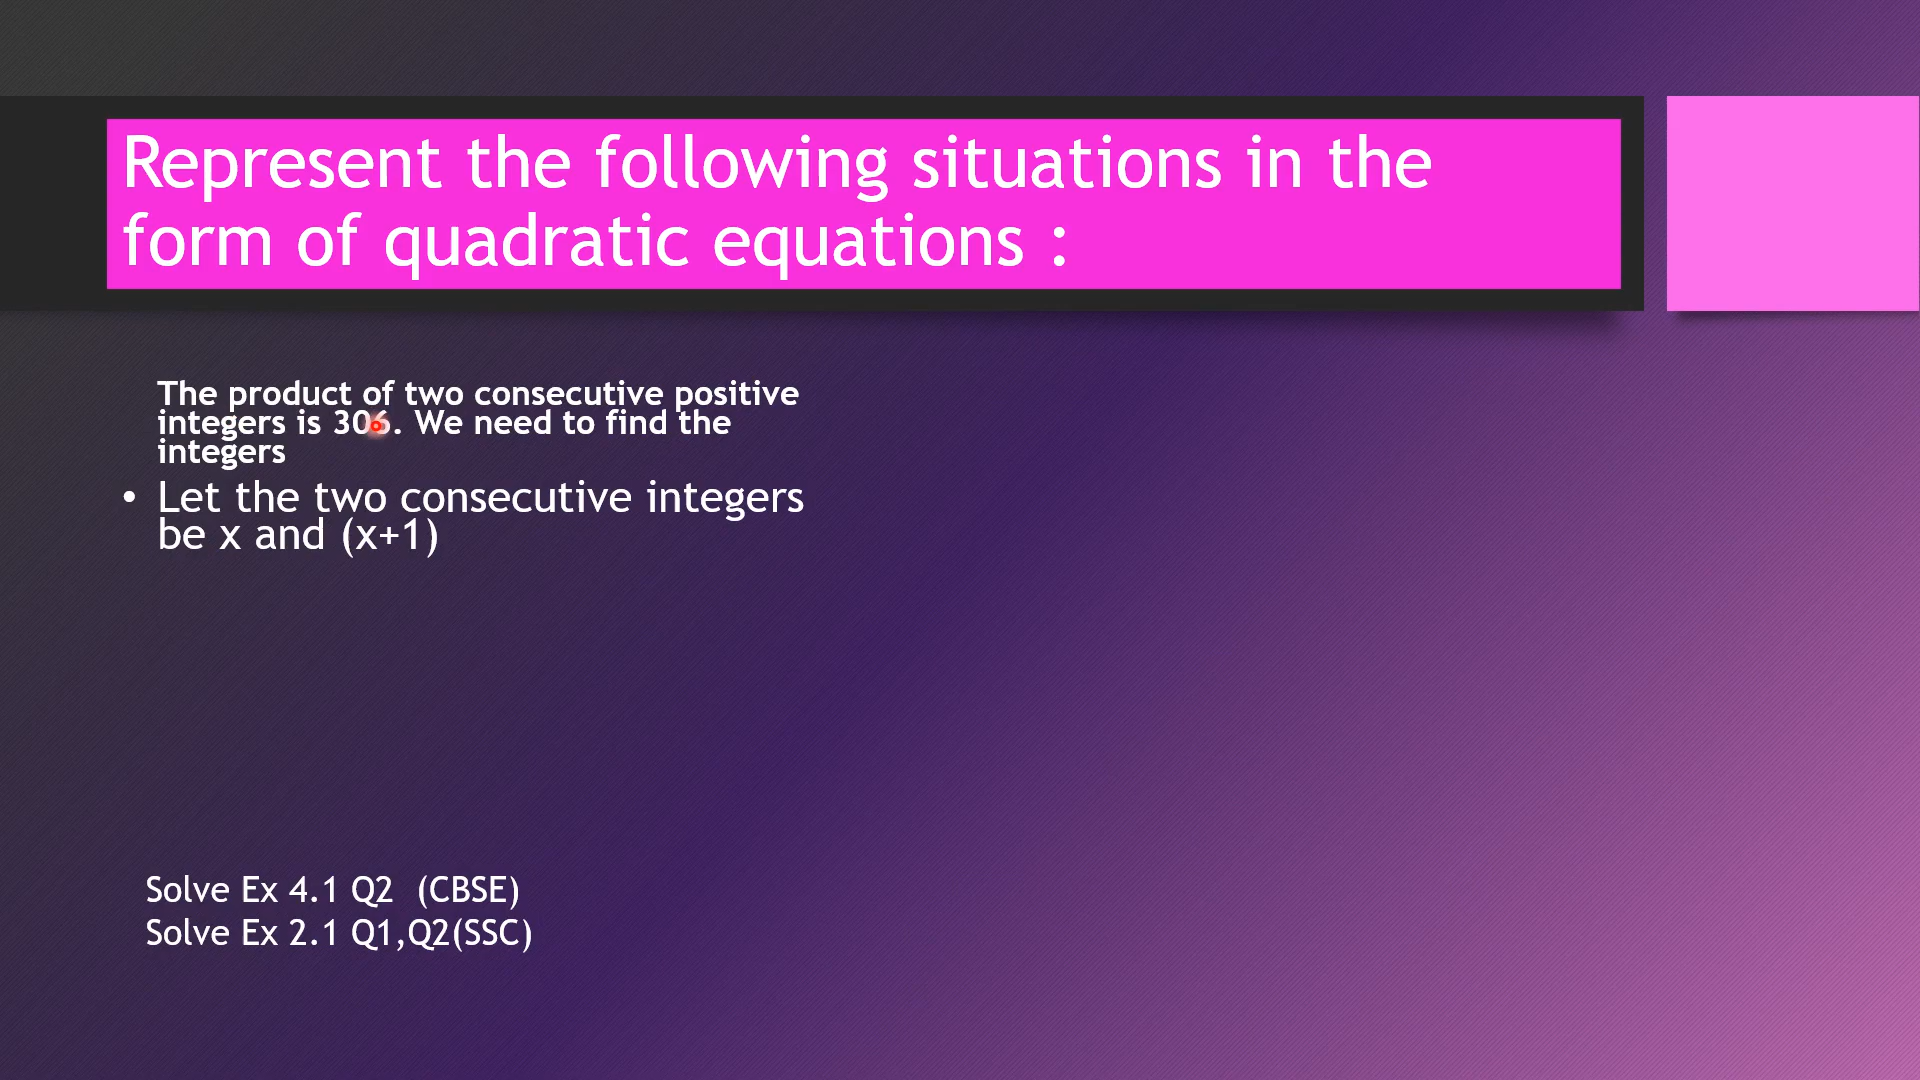 Represent the following situations in the
form of quadratic equations :
The product of two consecutive positive
integers is 306. We need to find the
integers
• Let the two consecutive integers
be x and (x+1)
Solve Ex 4.1 Q2 (CBSE)
Solve Ex 2.1 Q1,Q2(SSC)